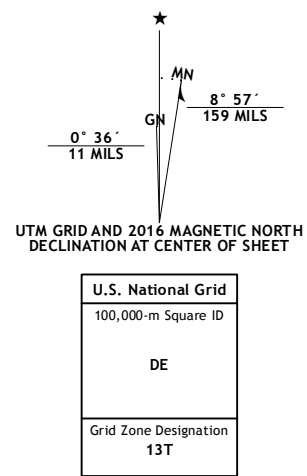 MN
GN
8° 57´
159 MILS
0° 36´
11 MILS
UTM GRID AND 2016 MAGNETIC NORTH
DECLINATION AT CENTER OF SHEET
U.S. National Grid
100,000-m Square ID
DE
Grid Zone Designation
13T